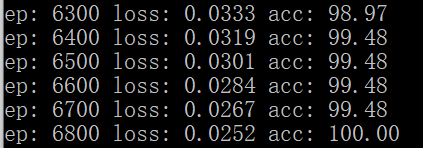 ep: 6300 loss: 0.0333 acc: 98.97
ep: 6400 loss: 0.0319 acc: 99.48
ep: 6500 loss: 0.0301 acc: 99.48
ep: 6600 loss: 0.0284 acc: 99.48
ep: 6700 loss: 0.0267 acc: 99.48
ep: 6800 loss: 0.0252 acc: 100.00